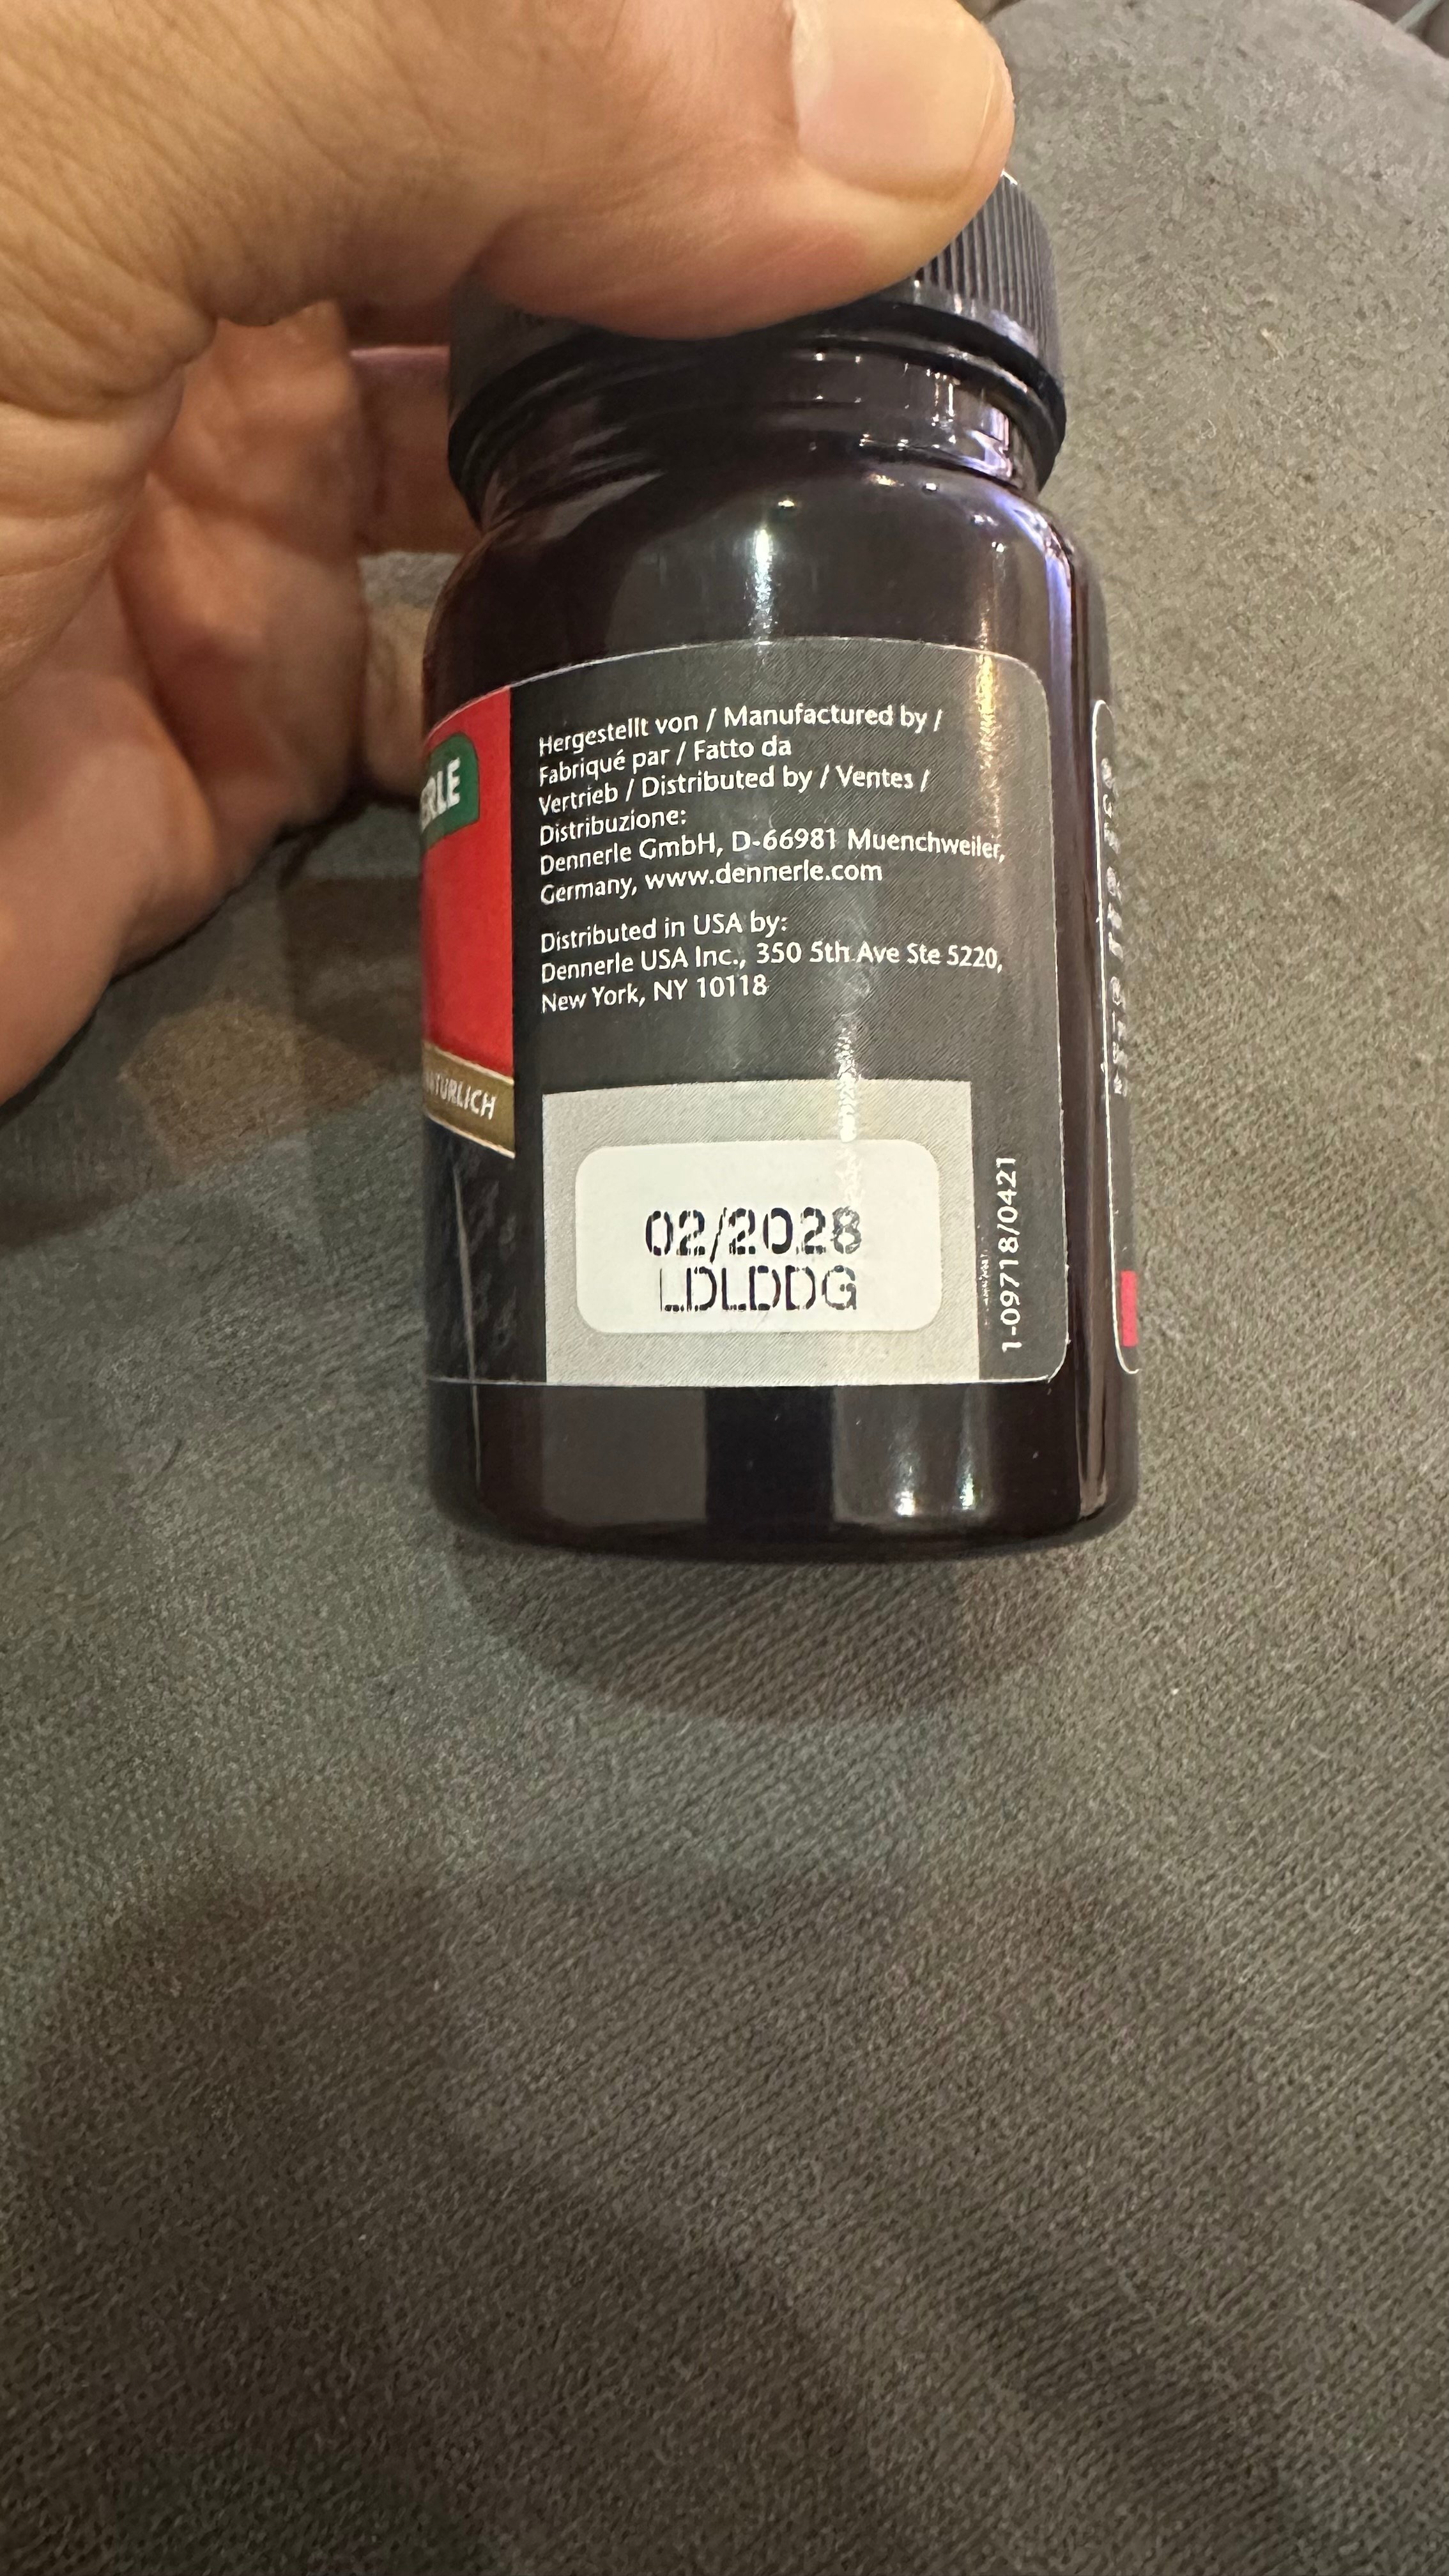 ERLE
Hergestellt von / Manufactured by /
Fabriqué par / Fatto da
Vertrieb / Distributed by / Ventes /
Distribuzione:
Dennerle GmbH, D-66981 Muenchweiler,
Germany, www.dennerle.com
Distributed in USA by:
Dennerle USA Inc., 350 5th Ave Ste 5220,
New York, NY 10118
TÜRLICH
02/2028
LDLDDG
1-09718/0421